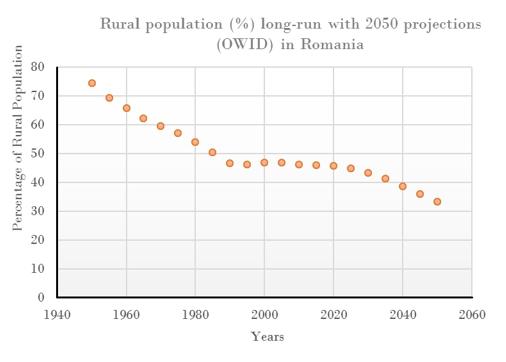 Rural population (%) long-run with 2050 projections
(OWID) in Romania
Percentage of Rural Population
80
70
60
50
40
30
20
10
0
1940 1960 1980 2000 2020 2040 2060
Years